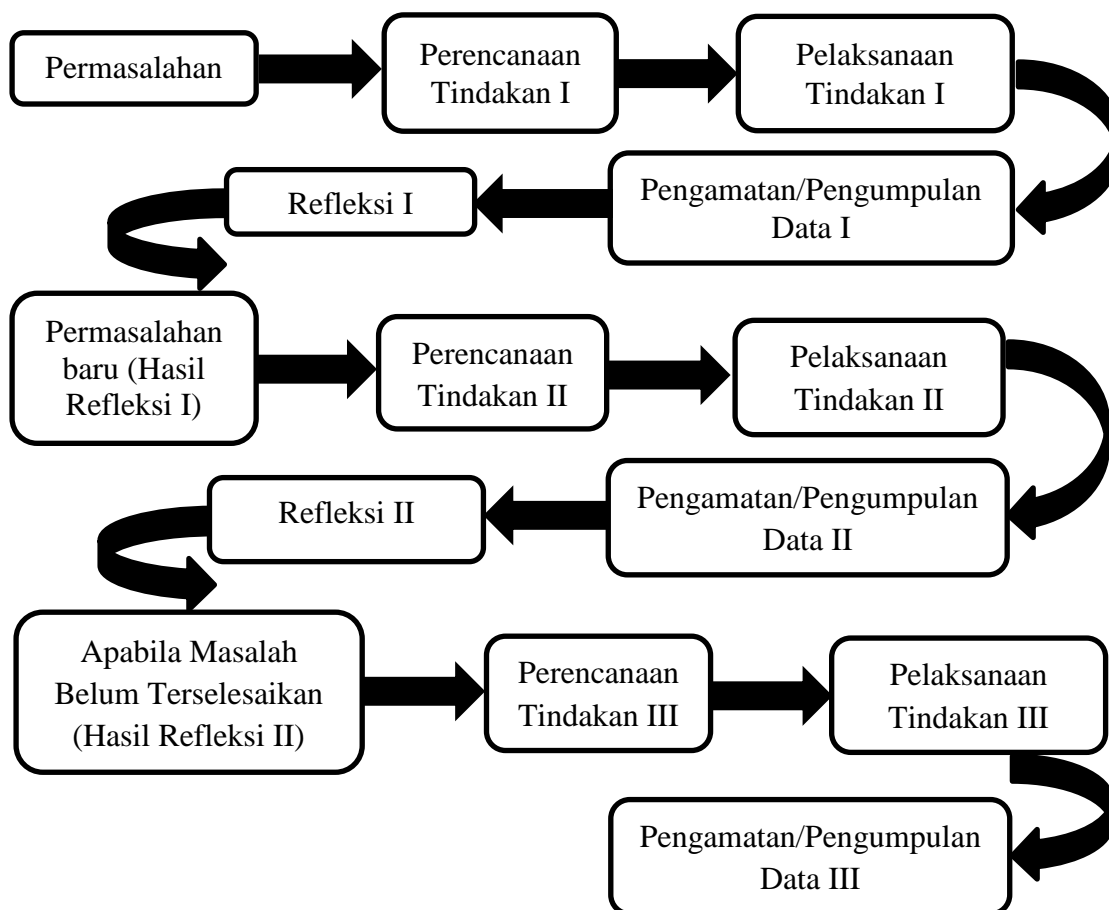 Permasalahan
Perencanaan
Tindakan I
Pelaksanaan
Tindakan I
Pengamatan/Pengumpulan
Data I
Refleksi I
Permasalahan
baru (Hasil
Refleksi I)
Perencanaan
Tindakan II
Pelaksanaan
Tindakan II
Pengamatan/Pengumpulan
Data II
Refleksi II
Apabila Masalah
Belum Terselesaikan
(Hasil Refleksi II)
Perencanaan
Tindakan III
Pelaksanaan
Tindakan III
Pengamatan/Pengumpulan
Data III